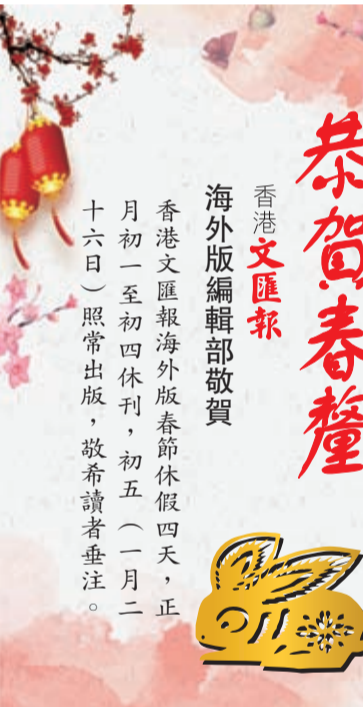 恭賀春釐
香港文匯報
海外版編輯部敬賀
香港文匯報海外版春節休假四天，正
月初一至初四休刊，初五（一月二
十六日）照常出版，敬希讀者垂注。